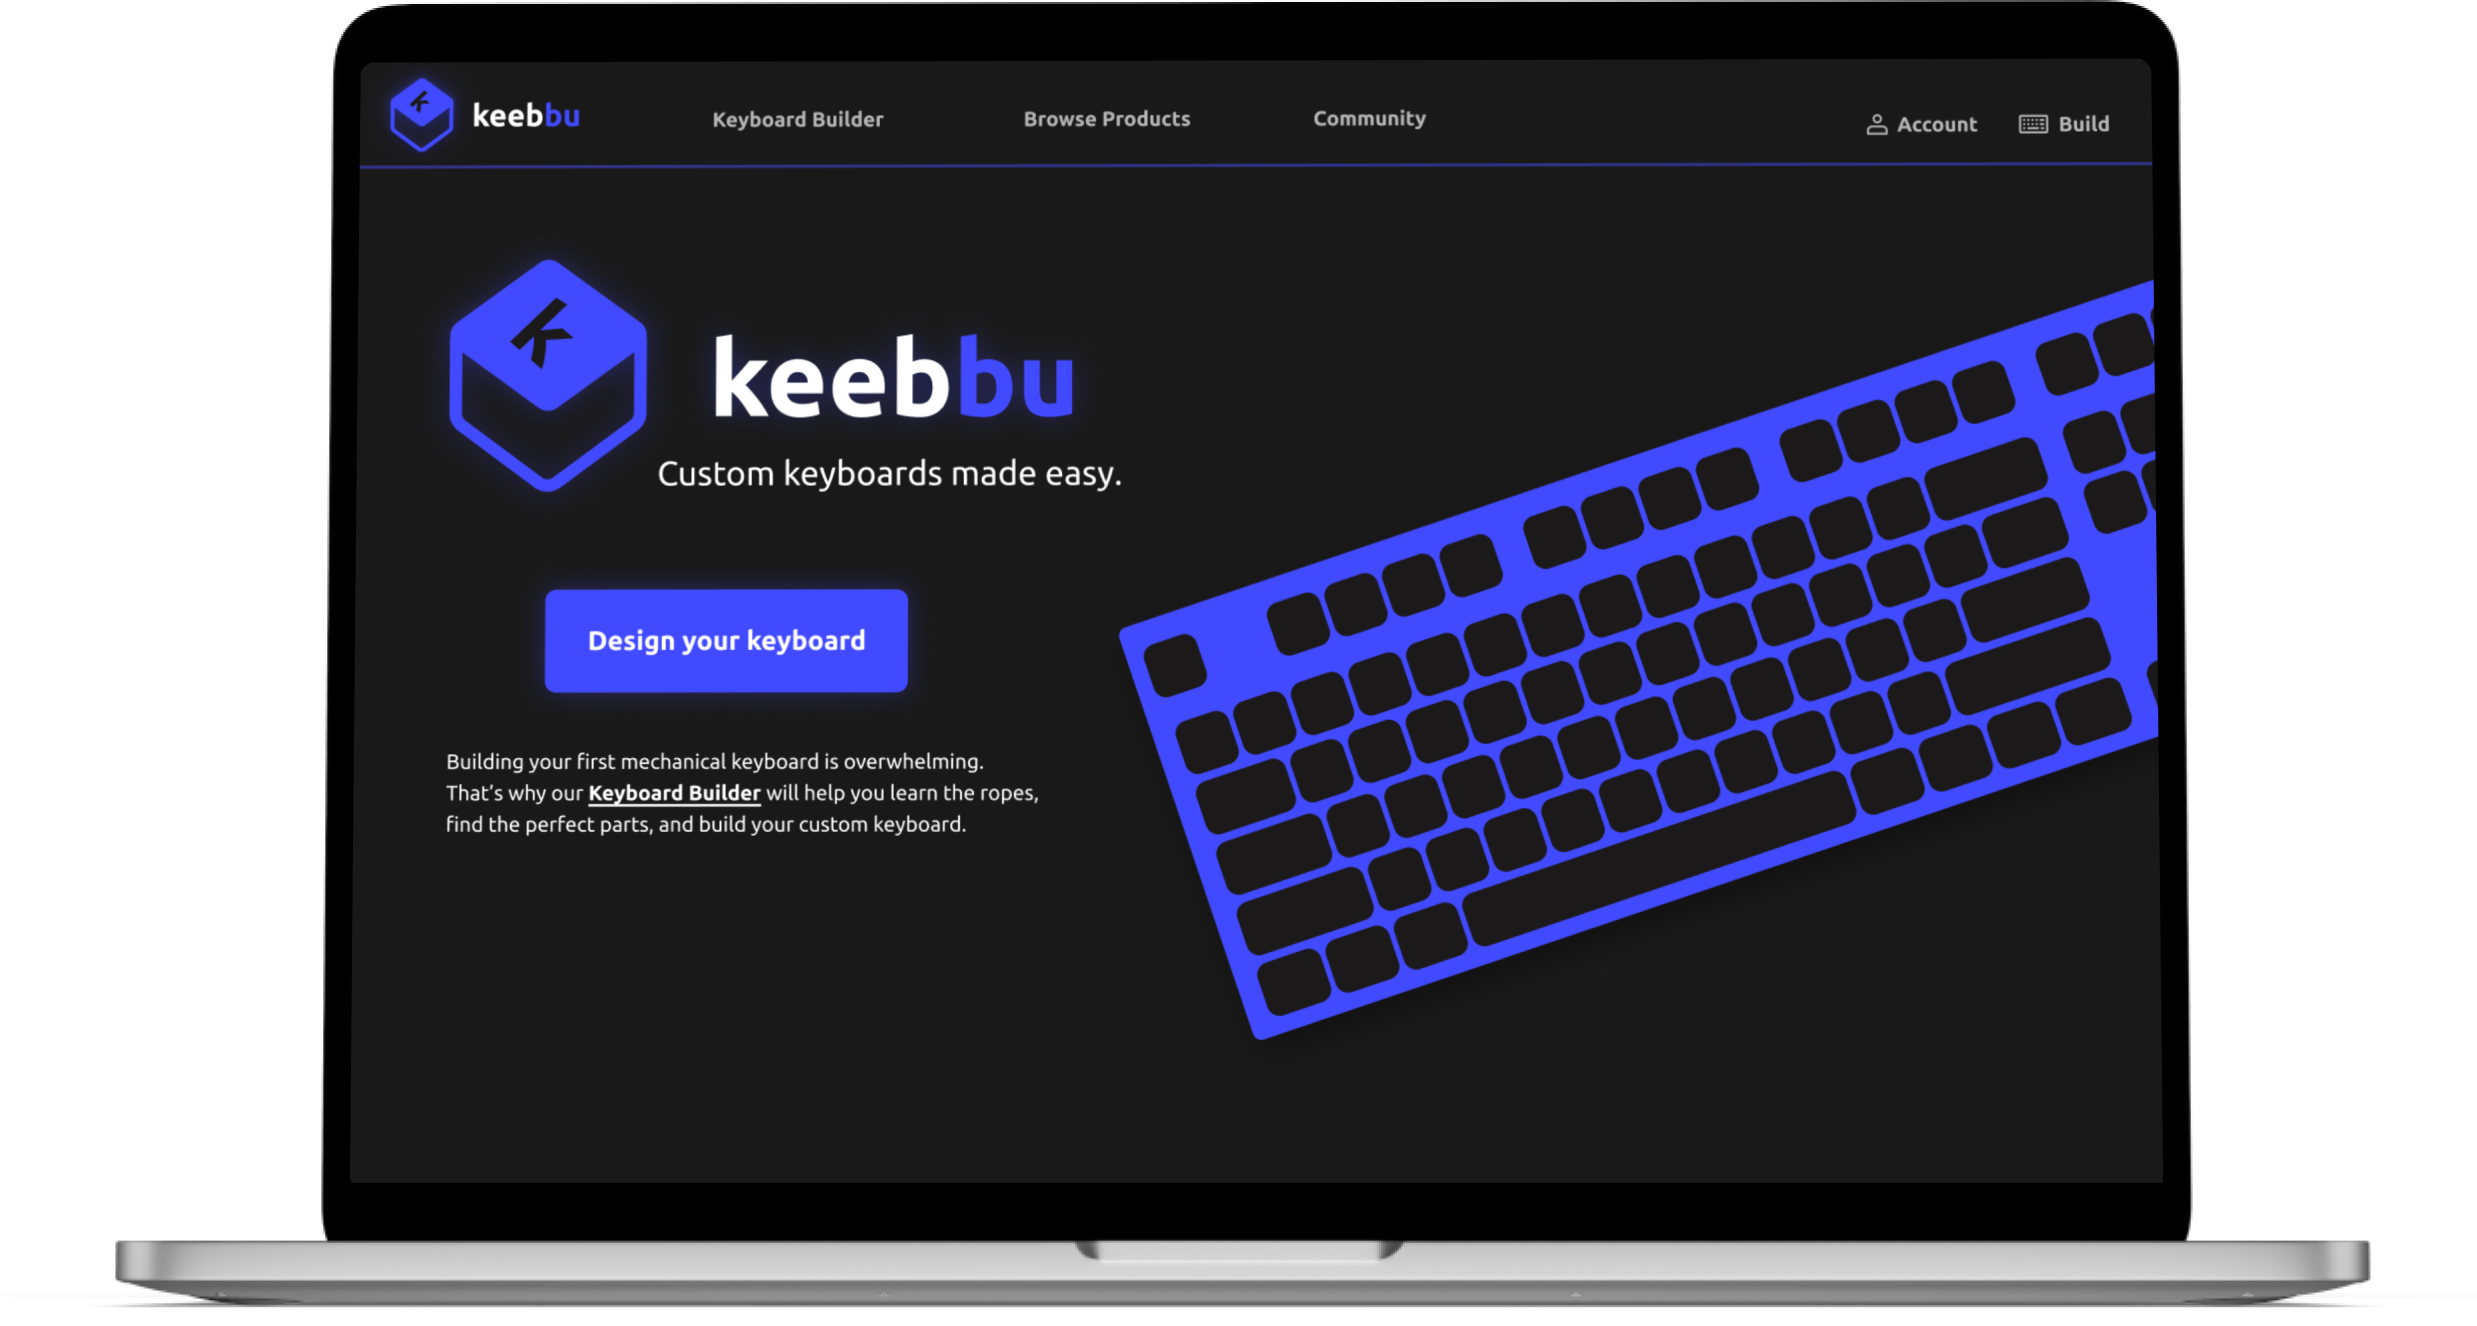 K
keebbu
Keyboard Builder
Browse Products
Community
Account
Build
K
keebbu
Custom keyboards made easy.
Design your keyboard
Building your first mechanical keyboard is overwhelming.
That's why our Keyboard Builder will help you learn the ropes,
find the perfect parts, and build your custom keyboard.